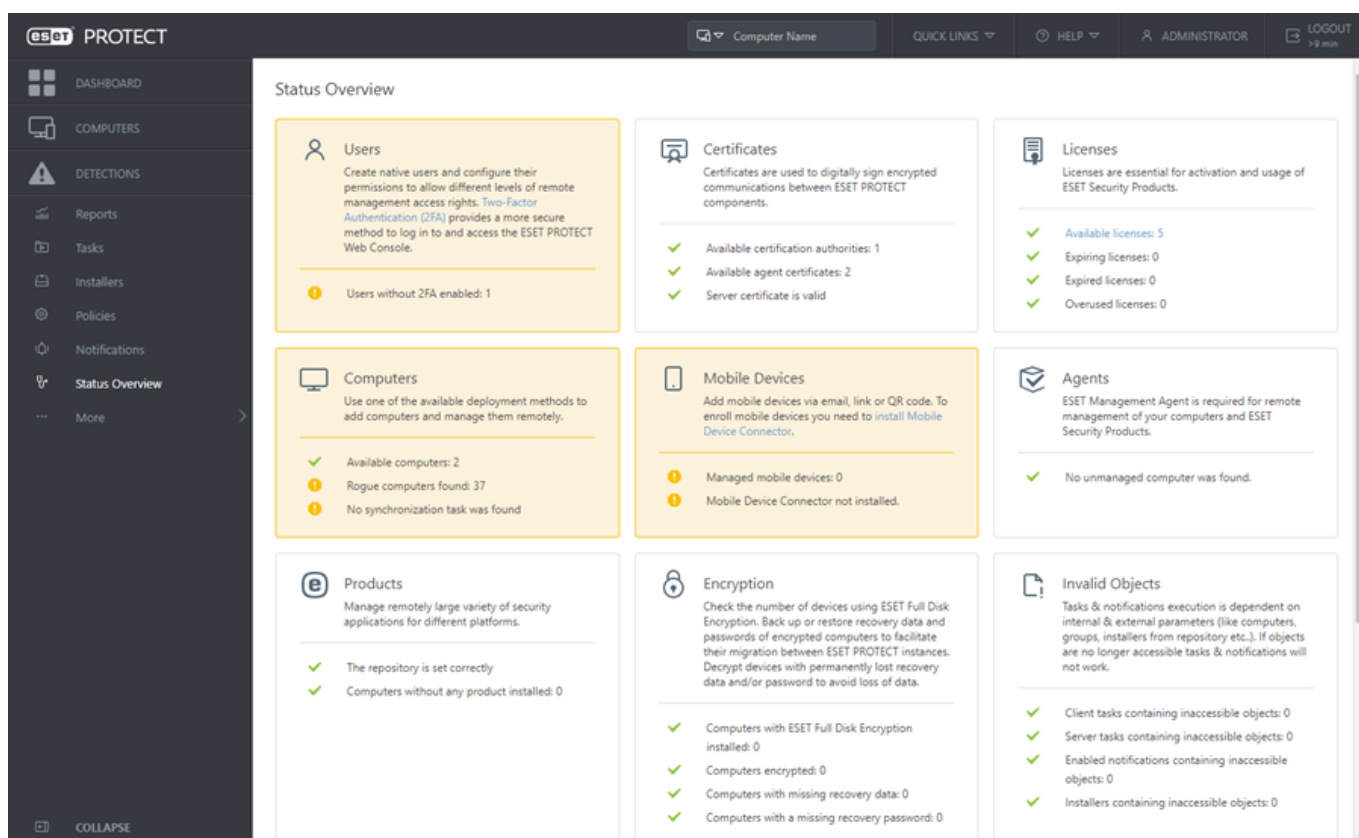 eset PROTECT
Computer Name
QUICK LINKS
HELP
ADMINISTRATOR
LOGOUT
>9 min
DASHBOARD
COMPUTERS
DETECTIONS
Reports
Tasks
Installers
Policies
Notifications
Status Overview
More
COLLAPSE
Status Overview
Users
Create native users and configure their
permissions to allow different levels of remote
management access rights. Two-Factor
Authentication (2FA) provides a more secure
method to log in to and access the ESET PROTECT
Web Console.
Users without 2FA enabled: 1
Certificates
Certificates are used to digitally sign encrypted
communications between ESET PROTECT
components.
Available certification authorities: 1
Available agent certificates: 2
Server certificate is valid
Licenses
Licenses are essential for activation and usage of
ESET Security Products.
Available licenses: 5
Expiring licenses: 0
Expired licenses: 0
Overused licenses: 0
Computers
Use one of the available deployment methods to
add computers and manage them remotely.
Available computers: 2
Rogue computers found: 37
No synchronization task was found
Mobile Devices
Add mobile devices via email, link or QR code. To
enroll mobile devices you need to install Mobile
Device Connector.
Managed mobile devices: 0
Mobile Device Connector not installed.
Agents
ESET Management Agent is required for remote
management of your computers and ESET
Security Products.
No unmanaged computer was found.
Products
Manage remotely large variety of security
applications for different platforms.
The repository is set correctly
Computers without any product installed: 0
Encryption
Check the number of devices using ESET Full Disk
Encryption. Back up or restore recovery data and
passwords of encrypted computers to facilitate
their migration between ESET PROTECT instances.
Decrypt devices with permanently lost recovery
data and/or password to avoid loss of data.
Computers with ESET Full Disk Encryption
installed: 0
Computers encrypted: 0
Computers with missing recovery data: 0
Computers with a missing recovery password: 0
Invalid Objects
Tasks & notifications execution is dependent on
internal & external parameters (like computers,
groups, installers from repository etc..). If objects
are no longer accessible tasks & notifications will
not work.
Client tasks containing inaccessible objects: 0
Server tasks containing inaccessible objects: 0
Enabled notifications containing inaccessible
objects: 0
Installers containing inaccessible objects: 0